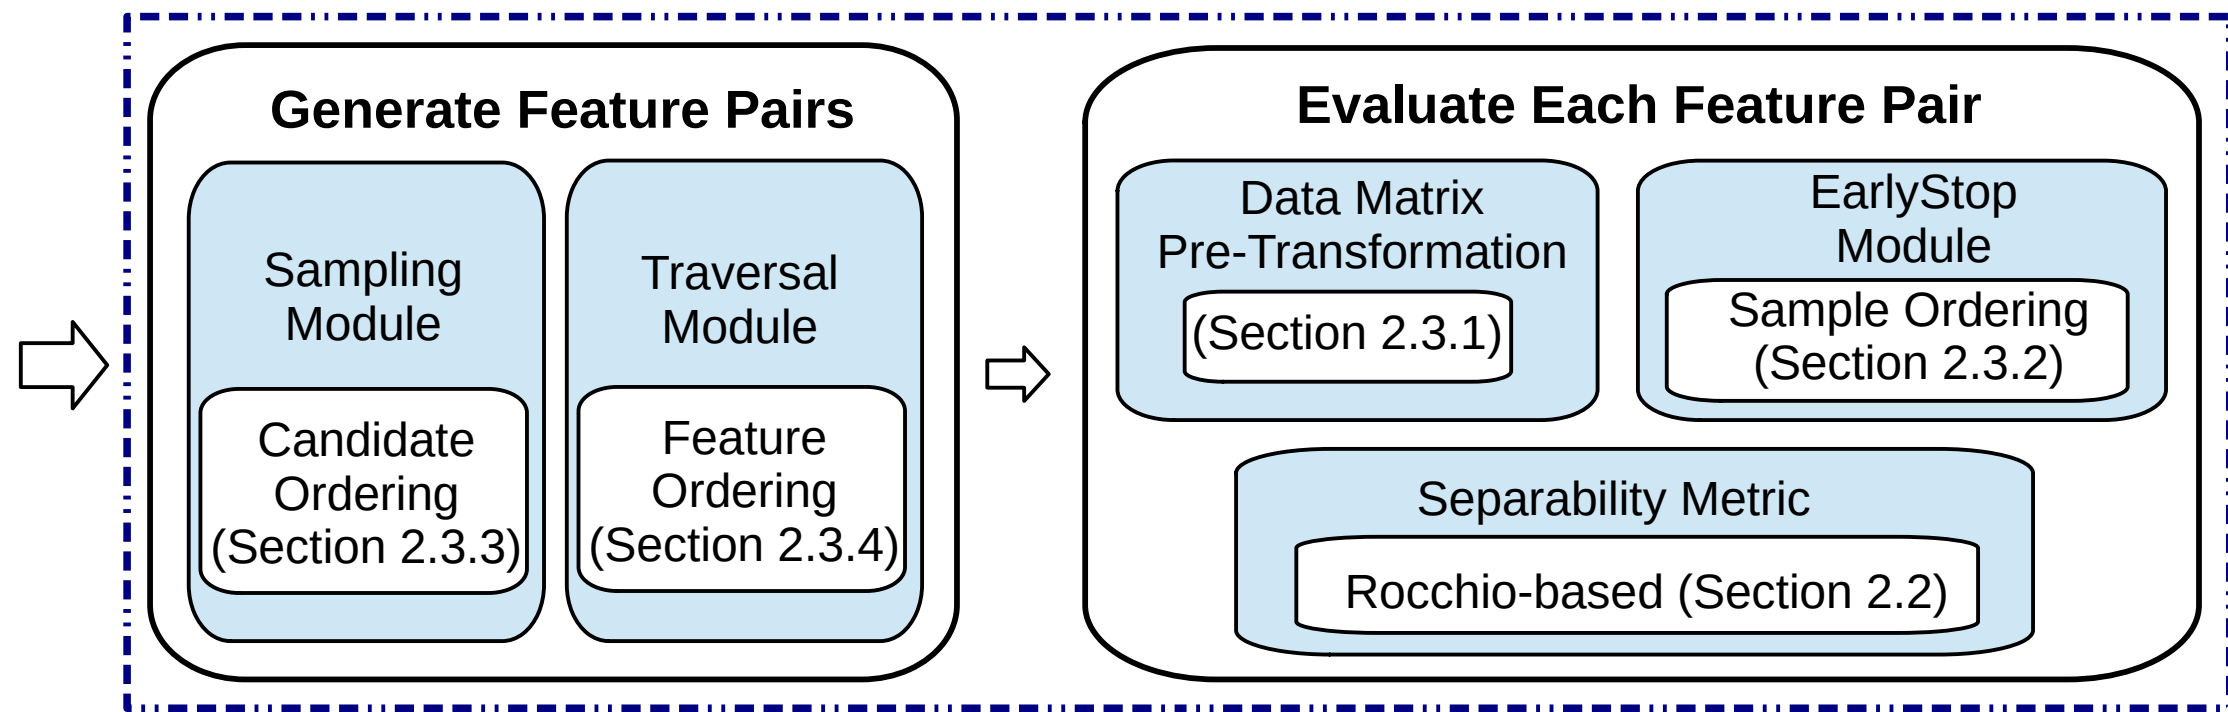 Generate Feature Pairs
Sampling
Module
Candidate
Ordering
(Section 2.3.3)
Traversal
Module
Feature
Ordering
(Section 2.3.4)
Evaluate Each Feature Pair
Data Matrix
Pre-Transformation
(Section 2.3.1)
EarlyStop
Module
Sample Ordering
(Section 2.3.2)
Separability Metric
Rocchio-based (Section 2.2)